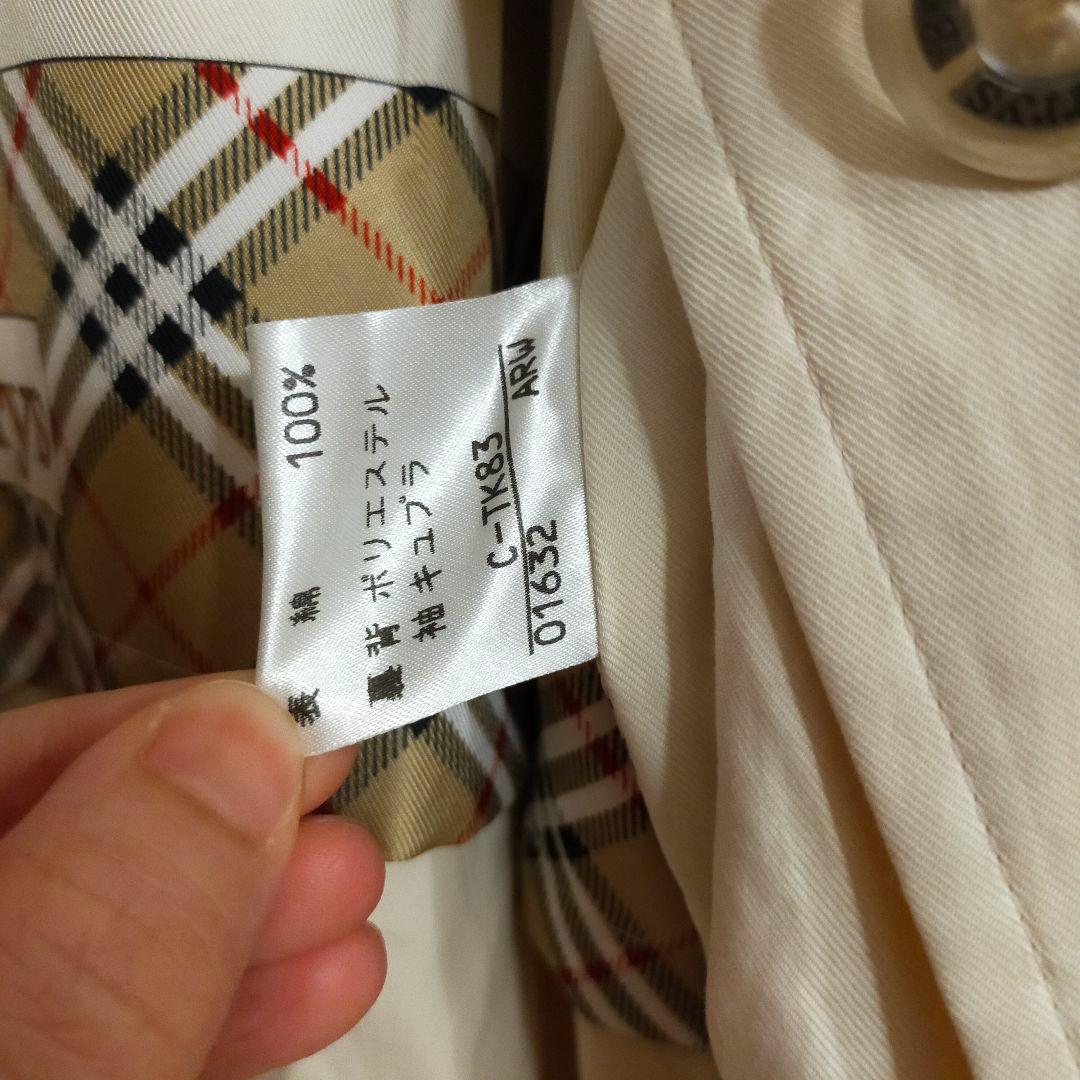 表 綿 100%
裏 背 ポリエステル
袖 キュプラ
C-TK83
01632 ARW